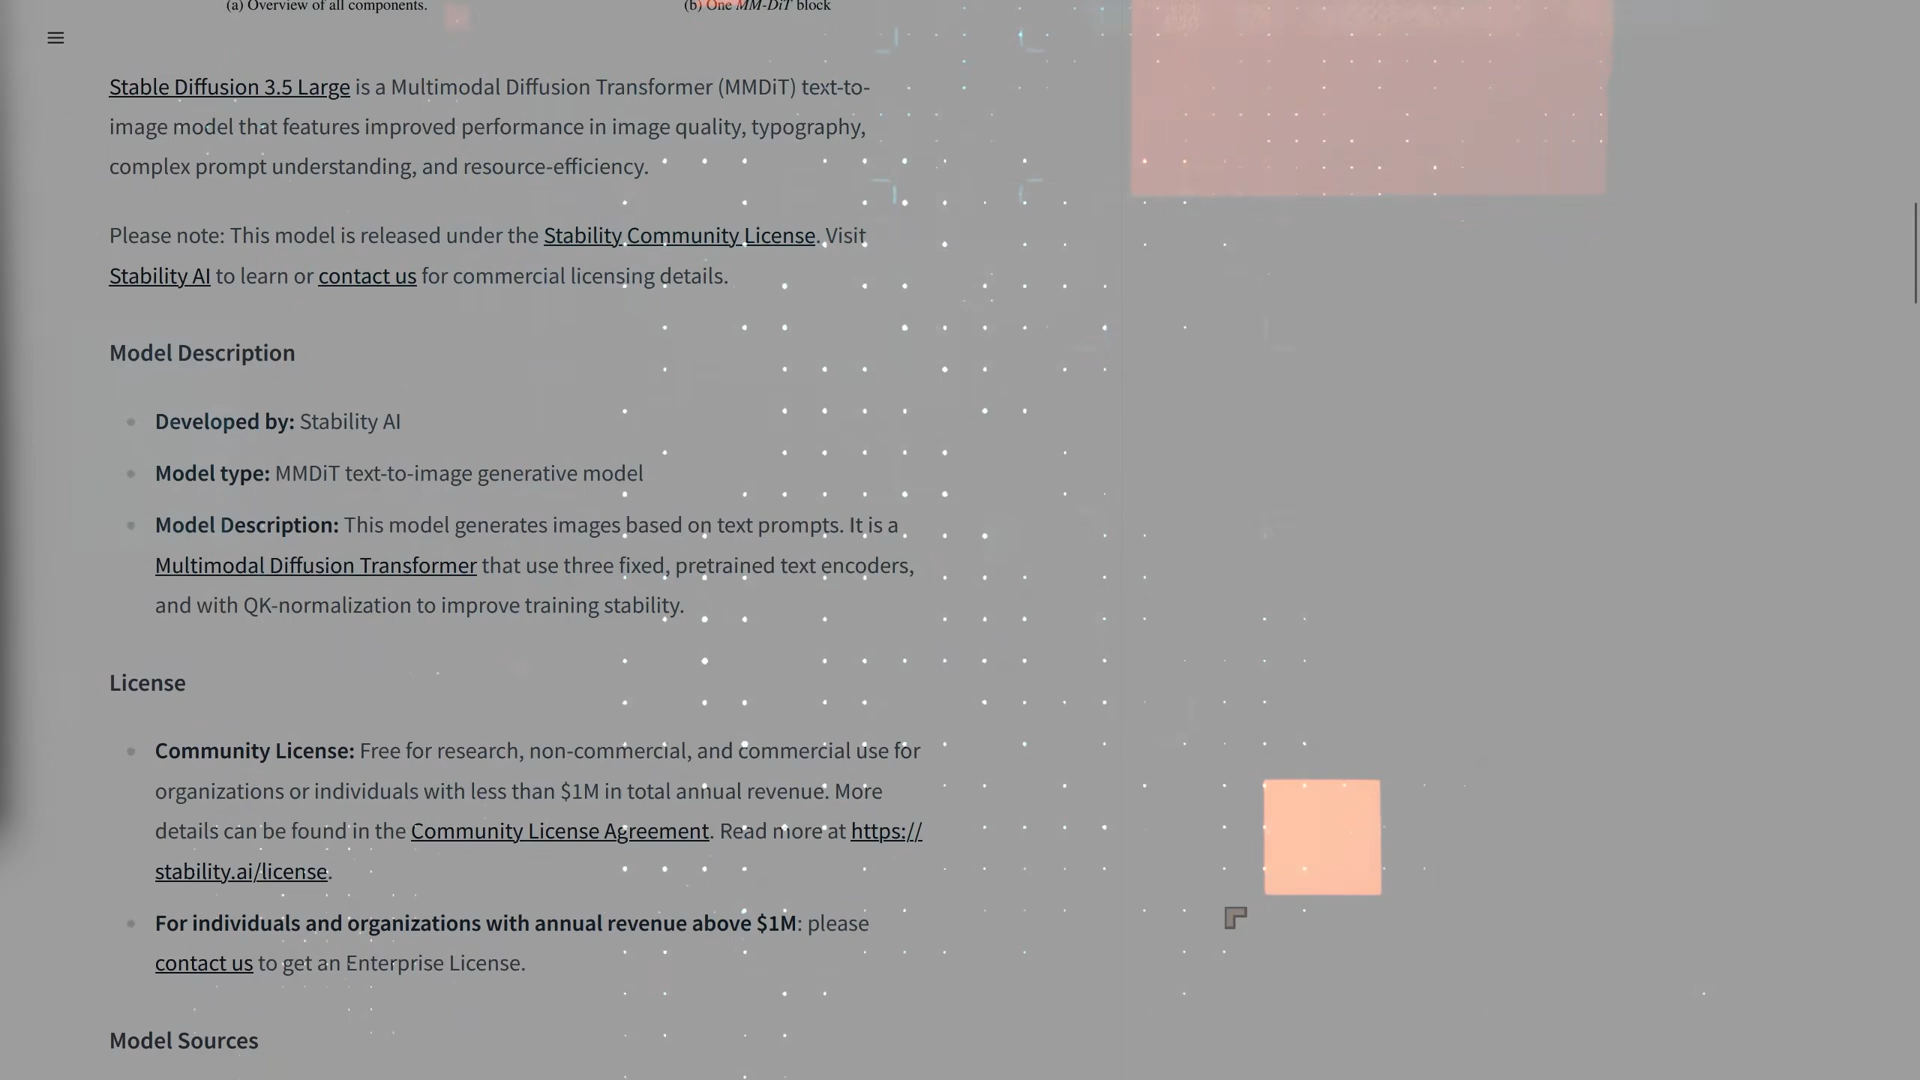 (a) Overview of all components.
(b) One MM-DiT block
Stable Diffusion 3.5 Large is a Multimodal Diffusion Transformer (MMDiT) text-to-
image model that features improved performance in image quality, typography,
complex prompt understanding, and resource-efficiency.
Please note: This model is released under the Stability Community License. Visit
Stability AI to learn or contact us for commercial licensing details.
Model Description
Developed by: Stability AI
Model type: MMDiT text-to-image generative model
Model Description: This model generates images based on text prompts. It is a
Multimodal Diffusion Transformer that use three fixed, pretrained text encoders,
and with QK-normalization to improve training stability.
License
Community License: Free for research, non-commercial, and commercial use for
organizations or individuals with less than $1M in total annual revenue. More
details can be found in the Community License Agreement. Read more at https://
stability.ai/license.
For individuals and organizations with annual revenue above $1M: please
contact us to get an Enterprise License.
Model Sources